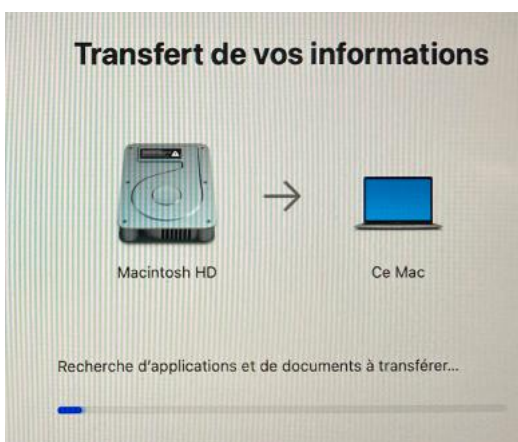 Transfert de vos informations
Macintosh HD
Ce Mac
Recherche d'applications et de documents à transférer...